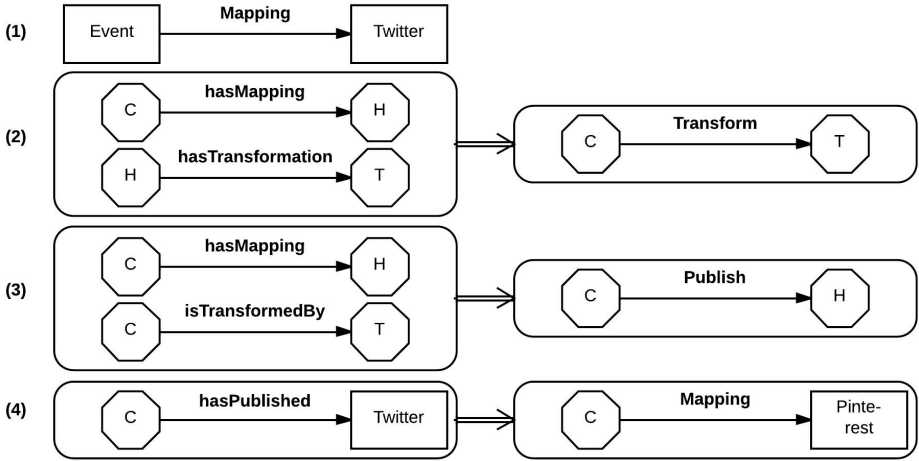 (1) Event Mapping Twitter
(2) C hasMapping H
H hasTransformation T
C Transform T
(3) C hasMapping H
C isTransformedBy T
C Publish H
(4) C hasPublished Twitter
C Mapping Pinte-
rest